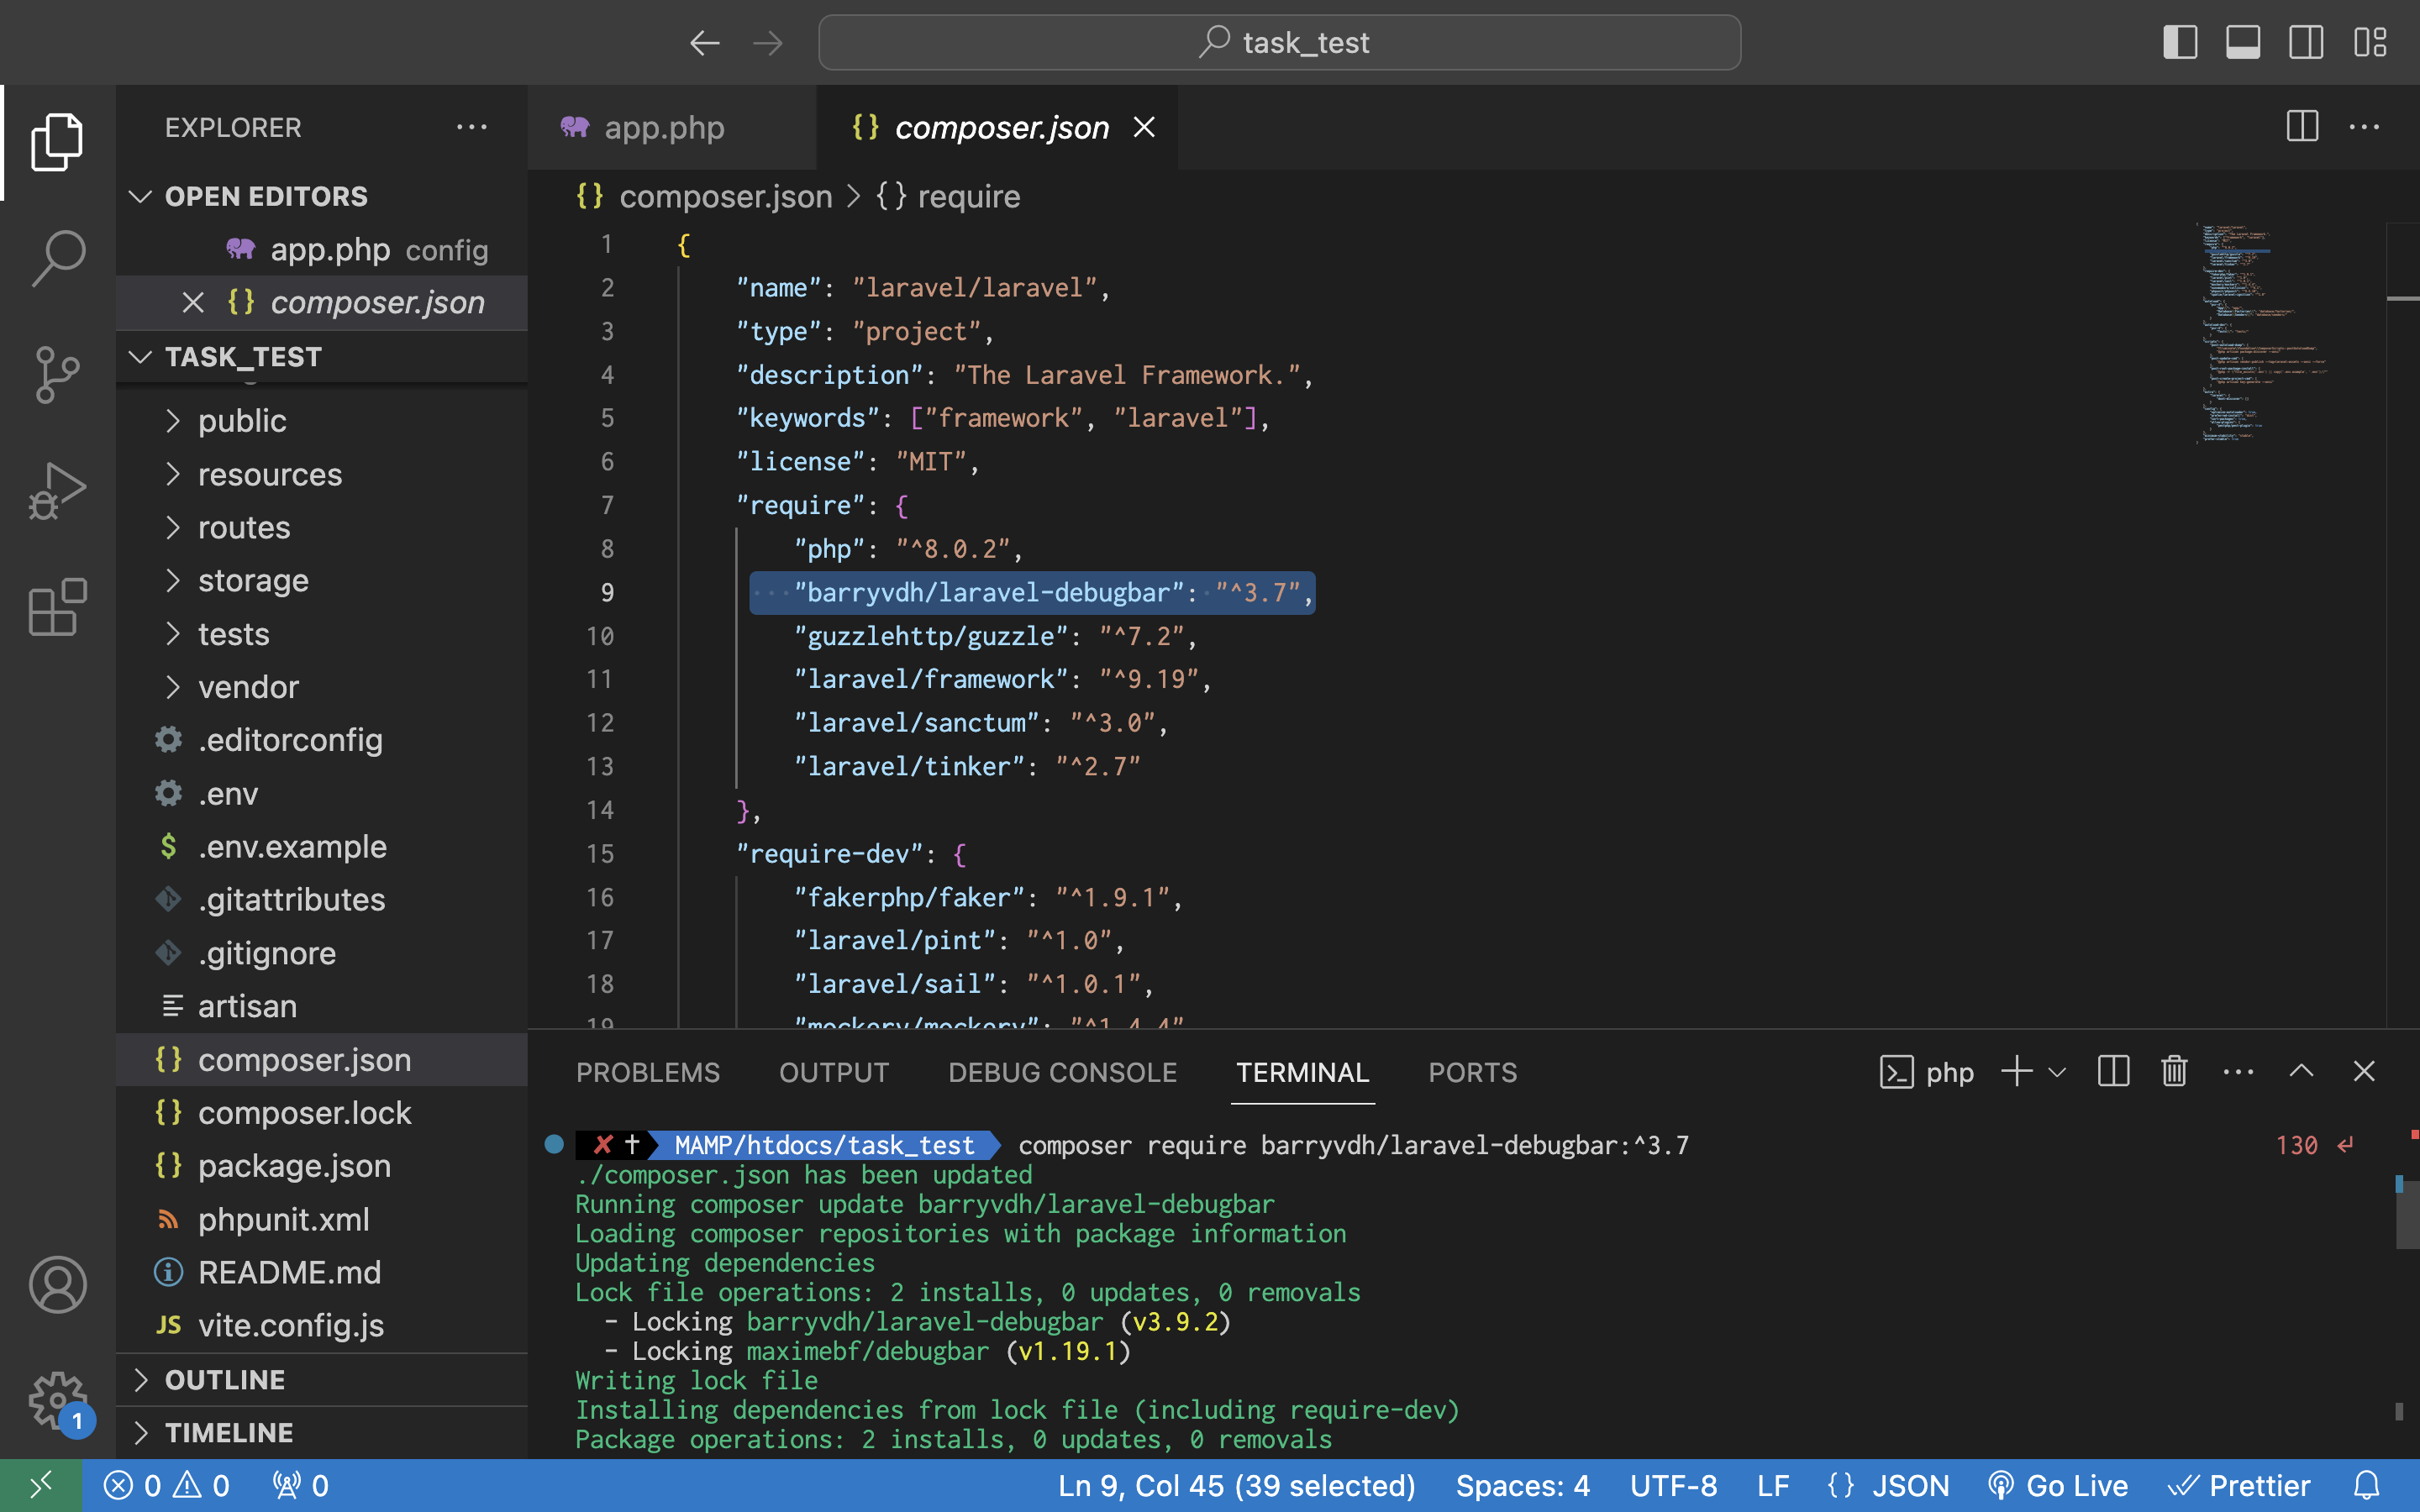 task_test
EXPLORER
OPEN EDITORS
app.php config
composer.json
TASK_TEST
public
resources
routes
storage
tests
vendor
.editorconfig
.env
.env.example
.gitattributes
.gitignore
artisan
composer.json
composer.lock
package.json
phpunit.xml
README.md
JS vite.config.js
OUTLINE
TIMELINE
1
app.php
{} composer.json
{} composer.json > {} require
1 {
2 "name": "laravel/laravel",
3 "type": "project",
4 "description": "The Laravel Framework.",
5 "keywords": ["framework", "laravel"],
6 "license": "MIT",
7 "require": {
8 "php": "^8.0.2",
9 "barryvdh/laravel-debugbar": "^3.7",
10 "guzzlehttp/guzzle": "^7.2",
11 "laravel/framework": "^9.19",
12 "laravel/sanctum": "^3.0",
13 "laravel/tinker": "^2.7"
14 },
15 "require-dev": {
16 "fakerphp/faker": "^1.9.1",
17 "laravel/pint": "^1.0",
18 "laravel/sail": "^1.0.1",
19 "mockery/mockery": "^1.4.4"
PROBLEMS OUTPUT DEBUG CONSOLE TERMINAL PORTS php
✘ † MAMP/htdocs/task_test composer require barryvdh/laravel-debugbar:^3.7 130 ↵
./composer.json has been updated
Running composer update barryvdh/laravel-debugbar
Loading composer repositories with package information
Updating dependencies
Lock file operations: 2 installs, 0 updates, 0 removals
- Locking barryvdh/laravel-debugbar (v3.9.2)
- Locking maximebf/debugbar (v1.19.1)
Writing lock file
Installing dependencies from lock file (including require-dev)
Package operations: 2 installs, 0 updates, 0 removals
0 0 0 Ln 9, Col 45 (39 selected) Spaces: 4 UTF-8 LF {} JSON Go Live Prettier